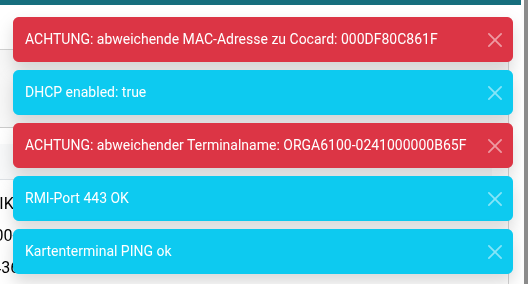 ACHTUNG: abweichende MAC-Adresse zu Cocard: 000DF80C861F
DHCP enabled: true
ACHTUNG: abweichender Terminalname: ORGA6100-0241000000B65F
RMI-Port 443 OK
Kartenterminal PING ok